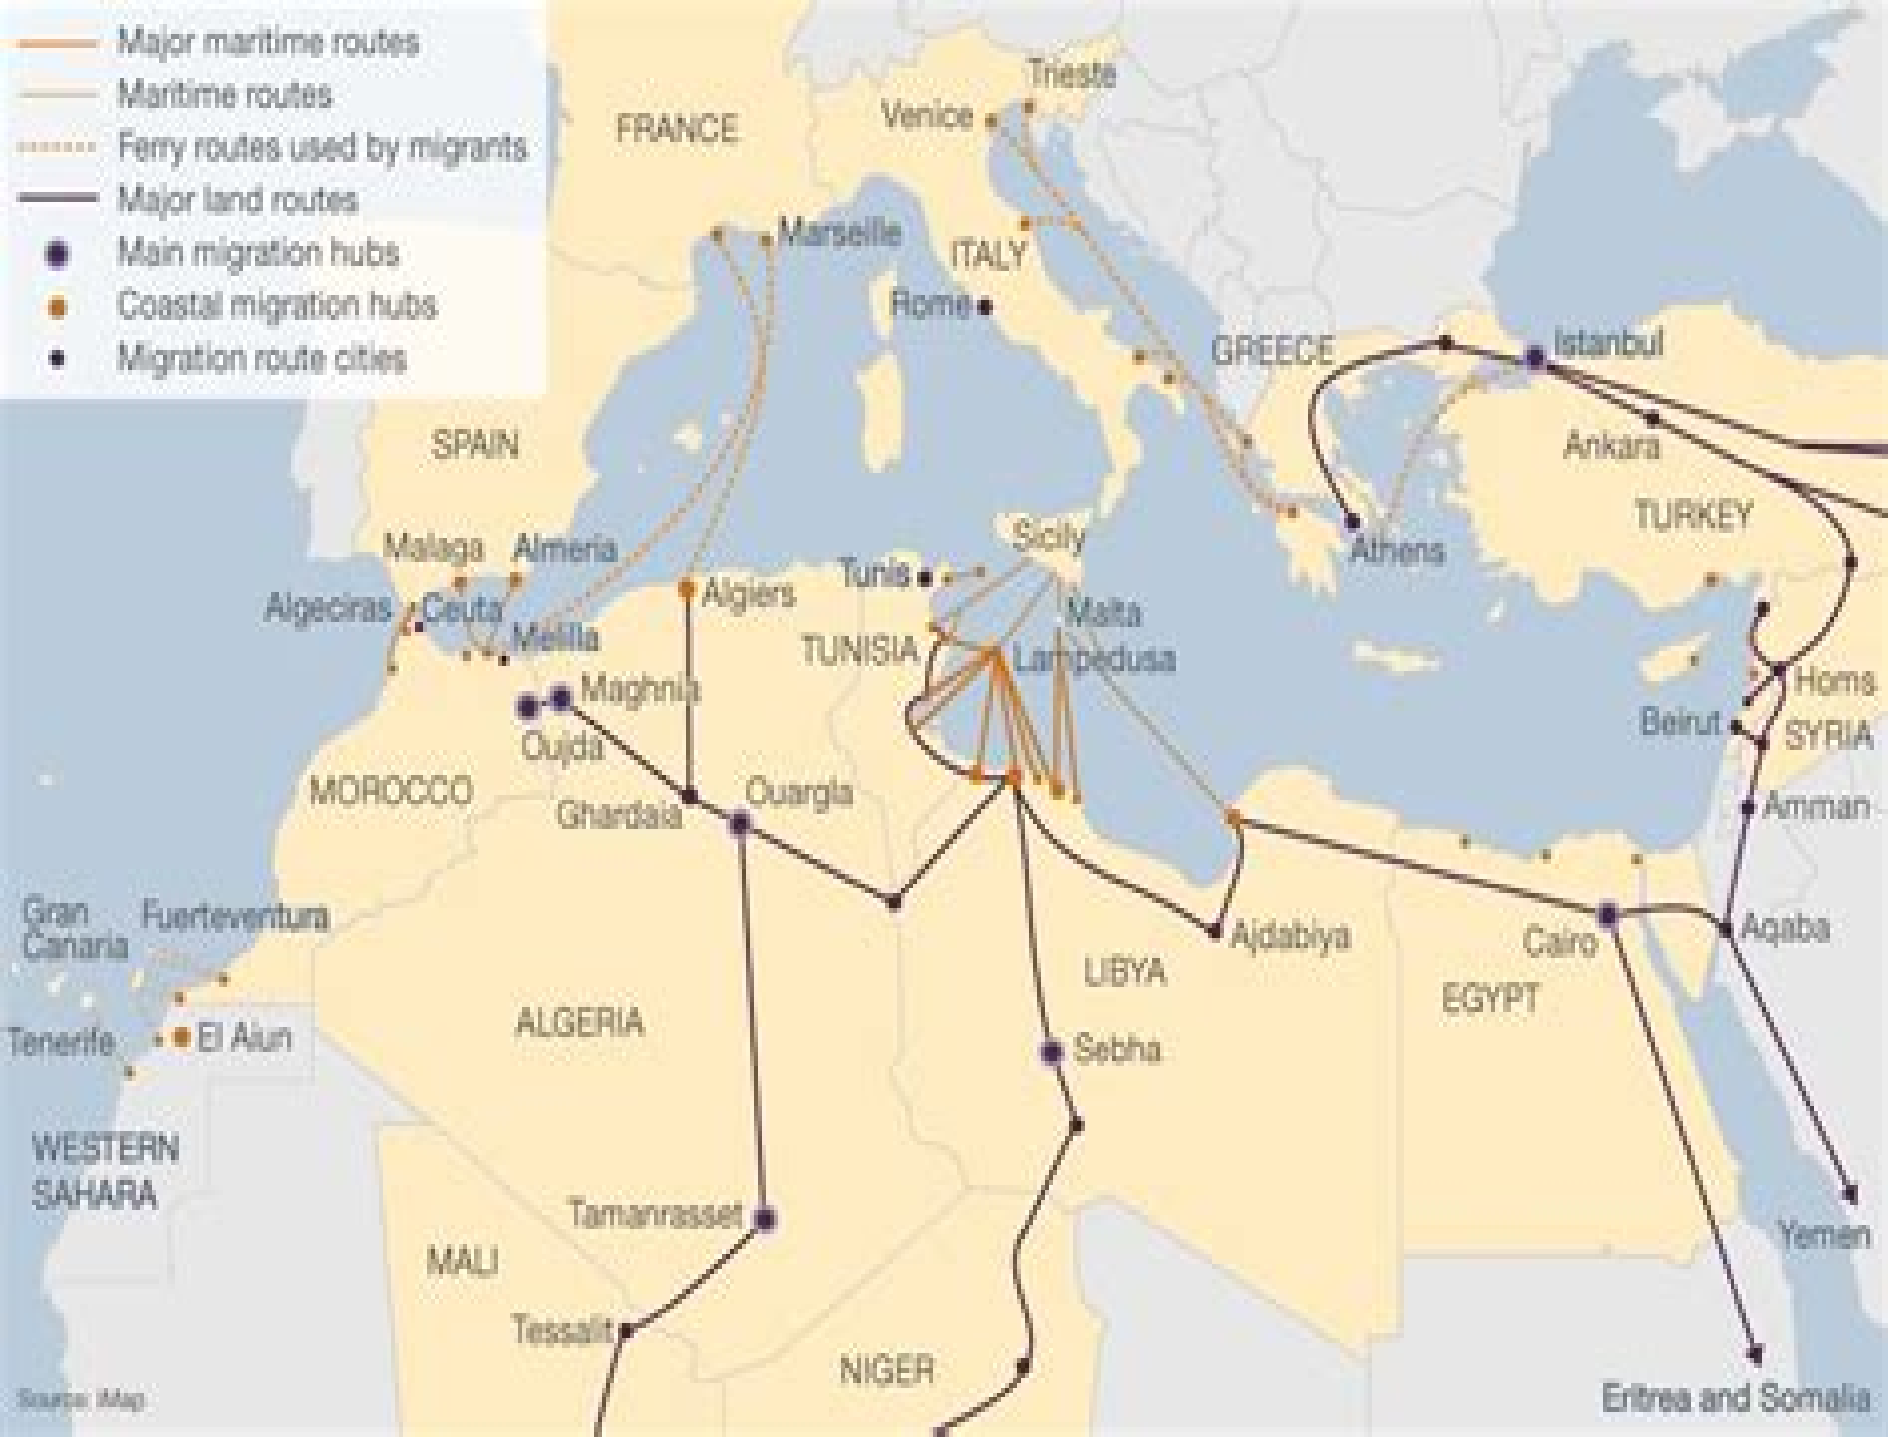 Major maritime routes
Maritime routes
Ferry routes used by migrants
Major land routes
Main migration hubs
Coastal migration hubs
Migration route cities
Trieste
Venice
FRANCE
Marseille
ITALY
Rome
GREECE
Istanbul
SPAIN
Ankara
TURKEY
Sicily
Malaga
Almeria
Athens
Tunis
Algiers
Algeciras
Ceuta
Malta
Melilla
TUNISIA
Lampedusa
Maghnia
Homs
Beirut
SYRIA
Oujda
MOROCCO
Ouargla
Amman
Ghardaia
Gran
Canaria
Fuerteventura
Ajdabiya
Cairo
Aqaba
LIBYA
EGYPT
ALGERIA
El Aiun
Tenerife
Sebha
WESTERN
SAHARA
Tamanrasset
Yemen
MALI
Tessalit
NIGER
Source: iMap
Eritrea and Somalia